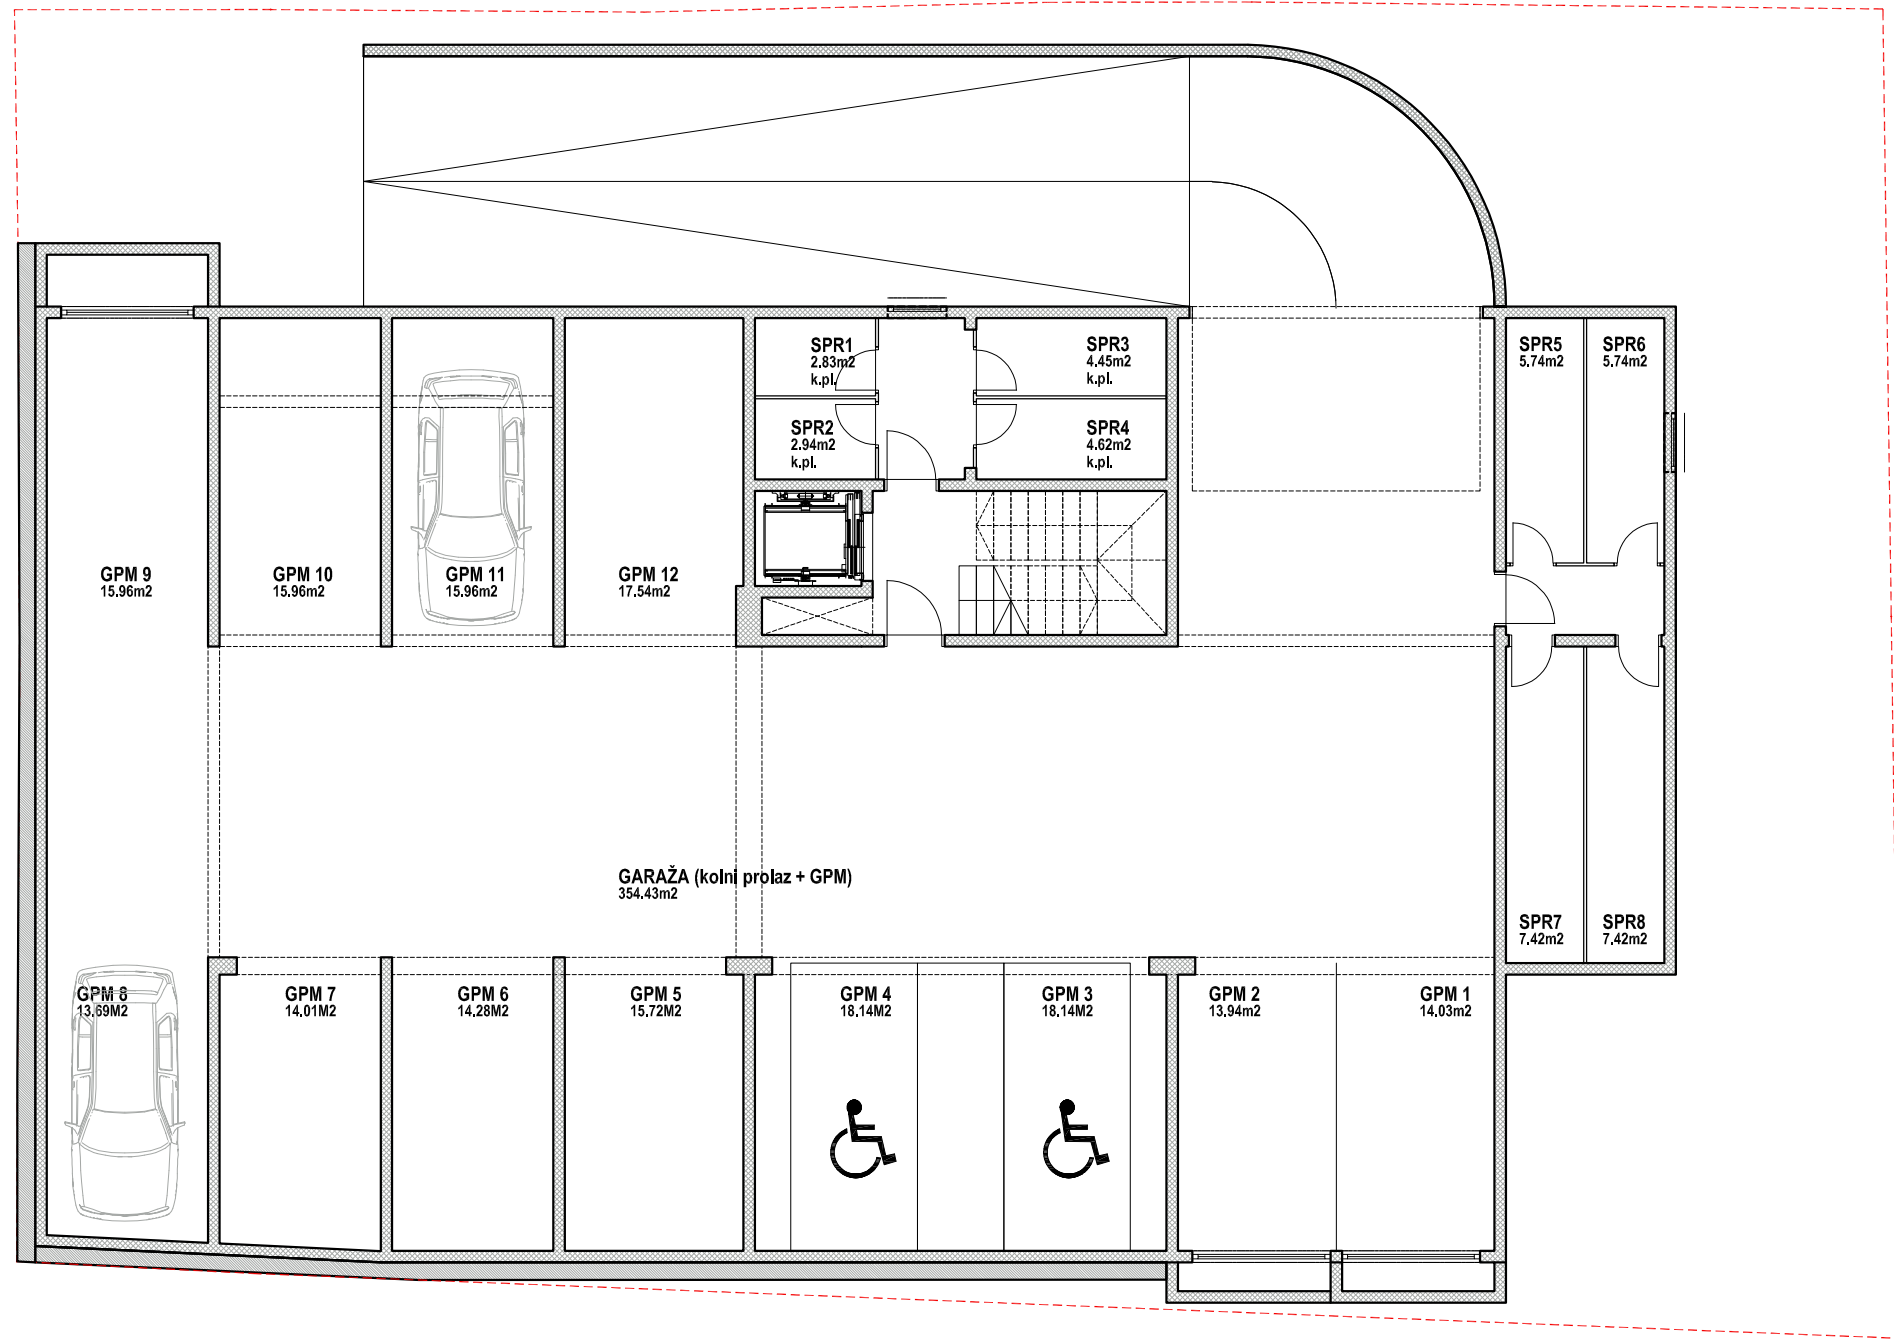 SPR1
2.83m2
k.pl.
SPR3
4.45m2
k.pl.
SPR5
5.74m2
SPR6
5.74m2
SPR2
2.94m2
k.pl.
SPR4
4.62m2
k.pl.
GPM 9
15.96m2
GPM 10
15.96m2
GPM 11
15.96m2
GPM 12
17.54m2
GARAŽA (kolni prolaz + GPM)
354.43m2
SPR7
7.42m2
SPR8
7.42m2
GPM 8
13.69M2
GPM 7
14.01M2
GPM 6
14.28M2
GPM 5
15.72M2
GPM 4
18.14M2
GPM 3
18.14M2
GPM 2
13.94m2
GPM 1
14.03m2